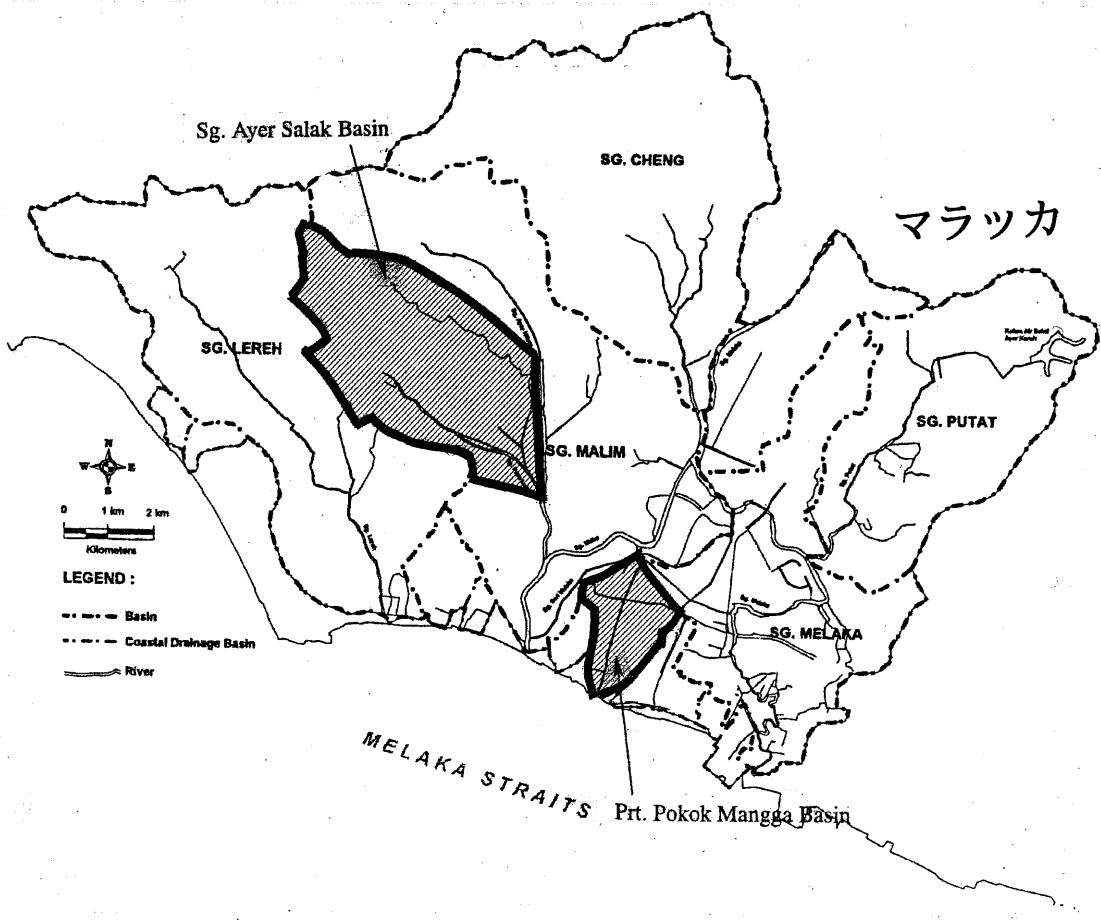 Sg. Ayer Salak Basin
SG. CHENG
マラッカ
SG. LEREH
SG. PUTAT
SG. MALIM
N
W E
S
0 1 km 2 km
Kilometers
LEGEND :
Basin
Coastal Drainage Basin
River
SG. MELAKA
MELAKA STRAITS
Prt. Pokok Mangga Basin